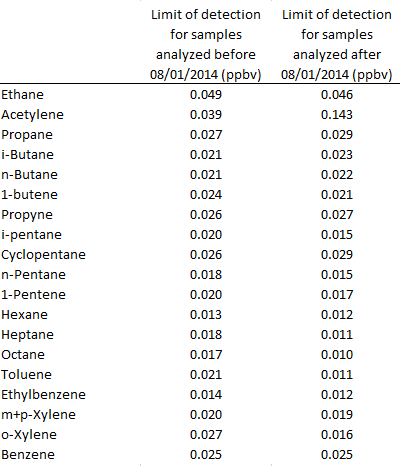 Limit of detection Limit of detection
for samples for samples
analyzed before analyzed after
08/01/2014 (ppbv) 08/01/2014 (ppbv)
Ethane 0.049 0.046
Acetylene 0.039 0.143
Propane 0.027 0.029
i-Butane 0.021 0.023
n-Butane 0.021 0.022
1-butene 0.024 0.021
Propyne 0.026 0.027
i-pentane 0.020 0.015
Cyclopentane 0.026 0.029
n-Pentane 0.018 0.015
1-Pentene 0.020 0.017
Hexane 0.013 0.012
Heptane 0.018 0.011
Octane 0.017 0.010
Toluene 0.021 0.011
Ethylbenzene 0.014 0.012
m+p-Xylene 0.020 0.019
o-Xylene 0.027 0.016
Benzene 0.025 0.025